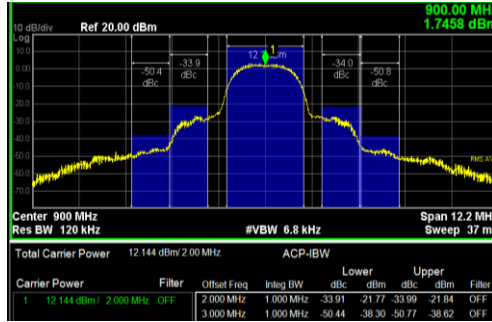 900.00 MH
1.7458 dBm
10 dB/div Ref 20.00 dBm
Log
10.0
0.00
10.0
20.0
30.0
40.0
50.0
60.0
70.0
1
-50.4 dBc
-33.9 dBc
-34.0 dBc
-50.8 dBc
RMS AV
Center 900 MHz Span 12.2 MH
Res BW 120 kHz #VBW 6.8 kHz Sweep 37 m
Total Carrier Power 12.144 dBm/ 2.00 MHz ACP-IBW
Lower Upper
Carrier Power Filter Offset Freq Integ BW dBc dBm dBc dBm Filter
1 12.144 dBm / 2.000 MHz OFF 2.000 MHz 1.000 MHz -33.91 -21.77 -33.99 -21.84 OFF
3.000 MHz 1.000 MHz -50.44 -38.30 -50.77 -38.62 OFF